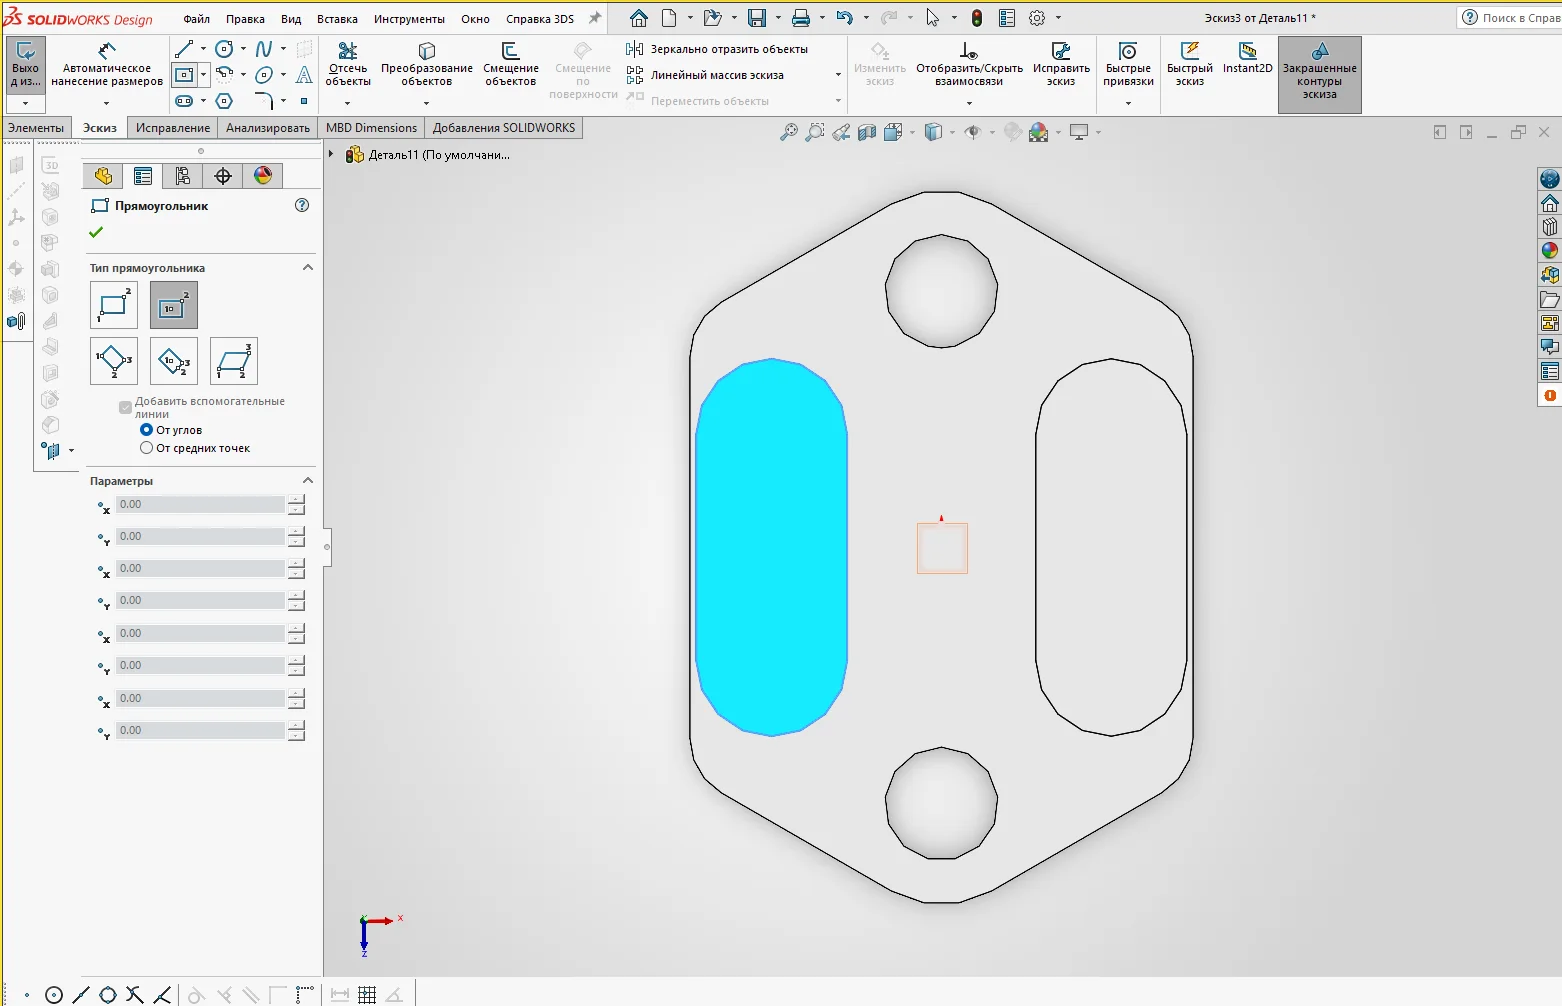 SOLIDWORKS Design
Файл Правка Вид Вставка Инструменты Окно Справка 3DS
Эскиз3 от Деталь11 *
Поиск в Справ
Выхо
д из...
Автоматическое
нанесение размеров
Отсечь
объекты
Преобразование
объектов
Смещение
объектов
Смещение
по
поверхности
Зеркально отразить объекты
Линейный массив эскиза
Переместить объекты
Изменить
эскиз
Отобразить/Скрыть
взаимосвязи
Исправить
эскиз
Быстрые
привязки
Быстрый
эскиз
Instant2D
Закрашенные
контуры
эскиза
Элементы Эскиз Исправление Анализировать MBD Dimensions Добавления SOLIDWORKS
Деталь11 (По умолчани...
Прямоугольник
Тип прямоугольника
Добавить вспомогательные
линии
От углов
От средних точек
Параметры
X 0.00
Y 0.00
X 0.00
Y 0.00
X 0.00
Y 0.00
X 0.00
Y 0.00
X
Z